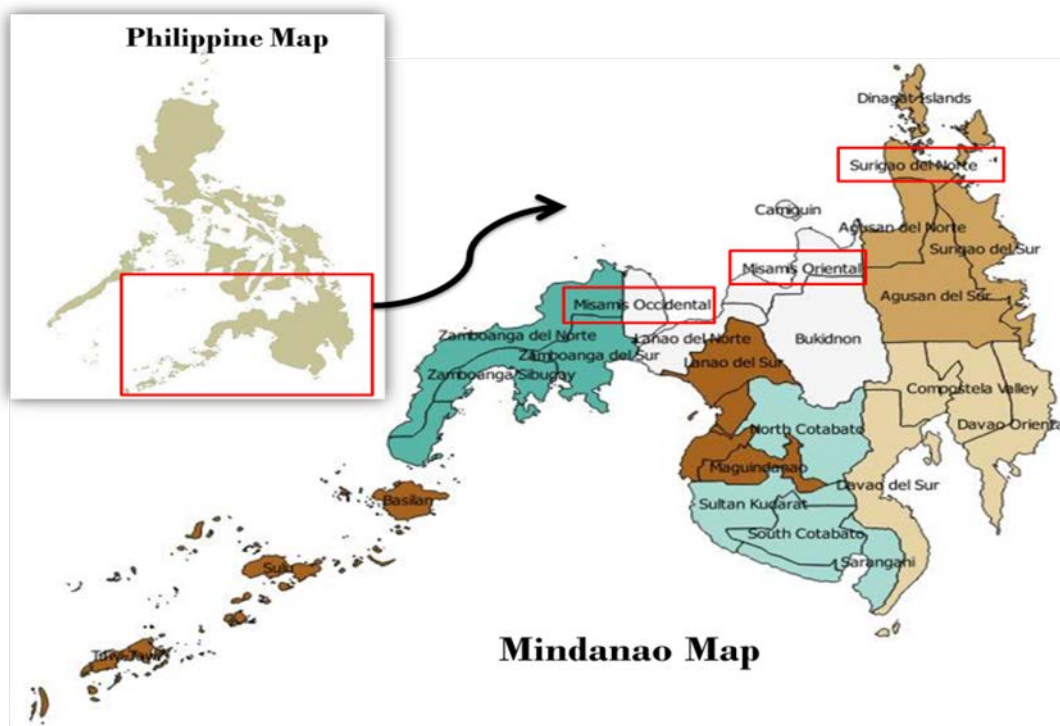 Philippine Map
Dinagat Islands
Surigao del Norte
Camiguin
Agusan del Norte
Surigao del Sur
Misamis Oriental
Agusan del Sur
Misamis Occidental
Zamboanga del Norte
Lanao del Norte
Bukidnon
Zamboanga del Sur
Lanao del Sur
Zamboanga Sibugay
Compostela Valley
North Cotabato
Davao Orienta
Maguindanao
Davao del Sur
Basilan
Sultan Kudarat
South Cotabato
Sarangani
Sulu
Mindanao Map
Tawi-Tawi